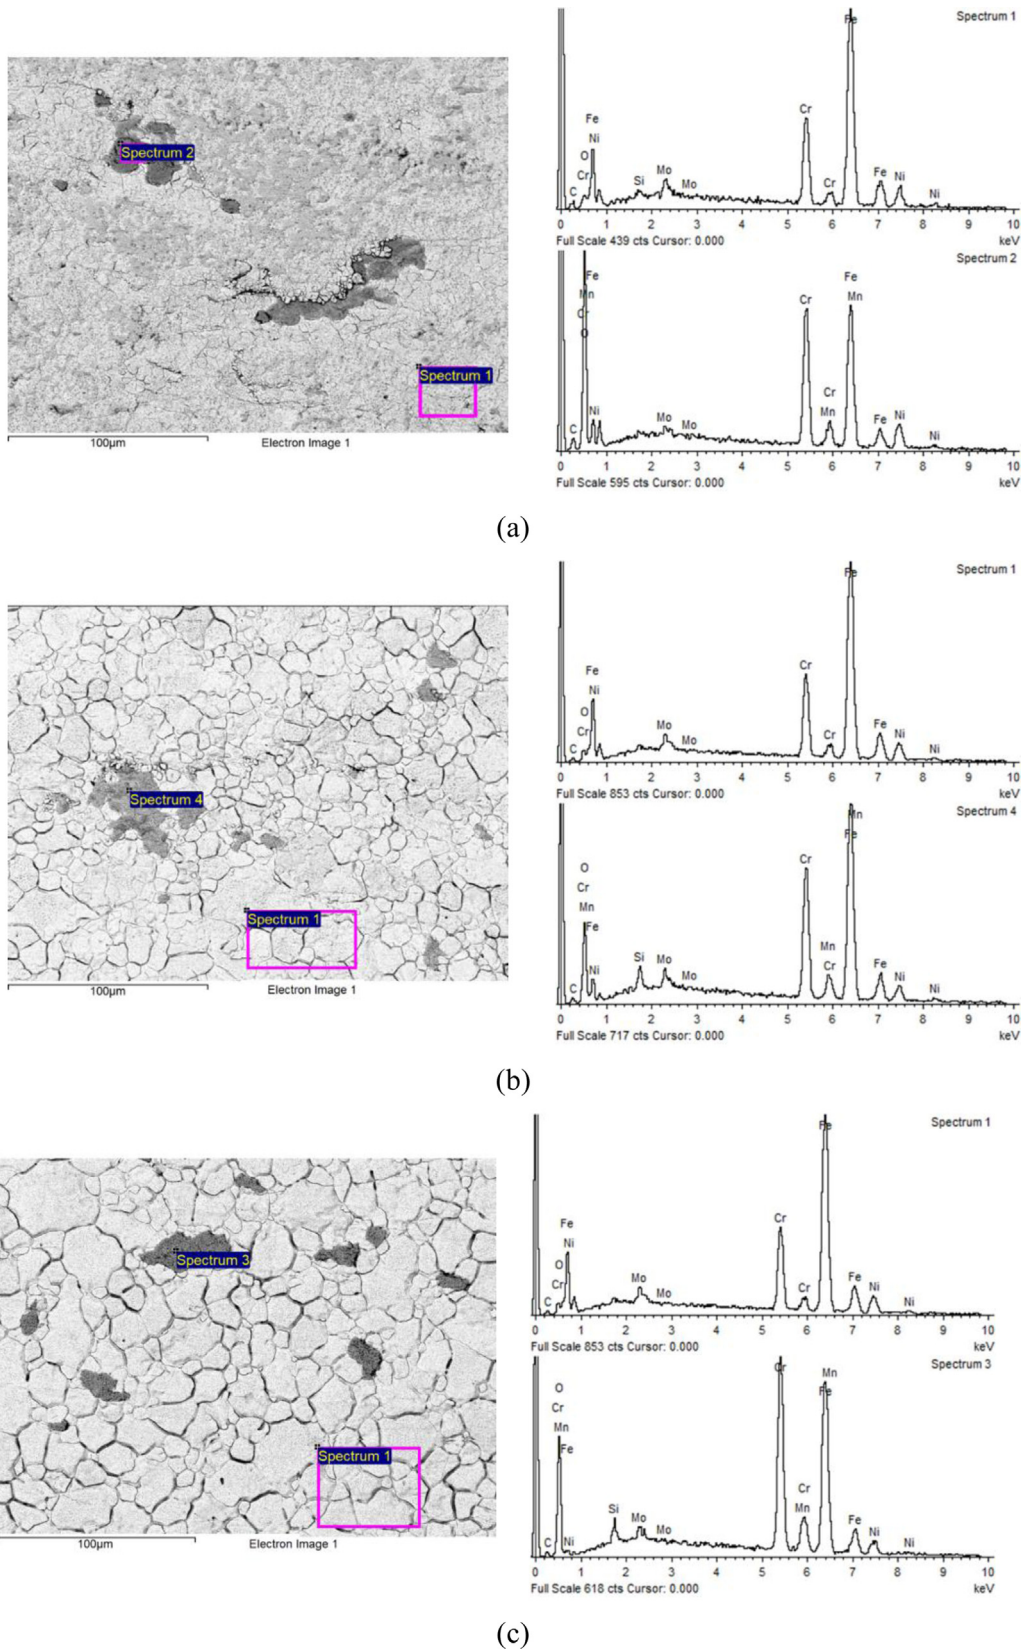 Spectrum 2
Spectrum 1
100µm
Electron Image 1
Spectrum 1
Fe
Cr
Fe
Ni
O
Cr
C
Si
Mo
Mo
Cr
Fe
Ni
Ni
0 1 2 3 4 5 6 7 8 9 10
Full Scale 439 cts Cursor: 0.000
keV
Spectrum 2
Fe
Mn
Cr
O
C
Ni
Mo
Mo
Cr
Cr
Mn
Fe
Mn
Fe
Ni
Ni
0 1 2 3 4 5 6 7 8 9 10
Full Scale 595 cts Cursor: 0.000
keV
(a)
Spectrum 4
Spectrum 1
100µm
Electron Image 1
Spectrum 1
Fe
Fe
Ni
O
Cr
C
Mo
Mo
Cr
Cr
Fe
Ni
Ni
0 1 2 3 4 5 6 7 8 9 10
Full Scale 853 cts Cursor: 0.000
keV
Spectrum 4
Mn
Fe
O
Cr
Mn
Fe
C
Ni
Si
Mo
Mo
Cr
Mn
Cr
Fe
Ni
Ni
0 1 2 3 4 5 6 7 8 9 10
Full Scale 717 cts Cursor: 0.000
keV
(b)
Spectrum 3
Spectrum 1
100µm
Electron Image 1
Spectrum 1
Fe
Fe
Ni
O
Cr
C
Mo
Mo
Cr
Cr
Fe
Ni
Ni
0 1 2 3 4 5 6 7 8 9 10
Full Scale 853 cts Cursor: 0.000
keV
Spectrum 3
Cr
Mn
Fe
O
Cr
Mn
Fe
C
Ni
Si
Mo
Mo
Cr
Mn
Fe
Ni
Ni
0 1 2 3 4 5 6 7 8 9 10
Full Scale 618 cts Cursor: 0.000
keV
(c)